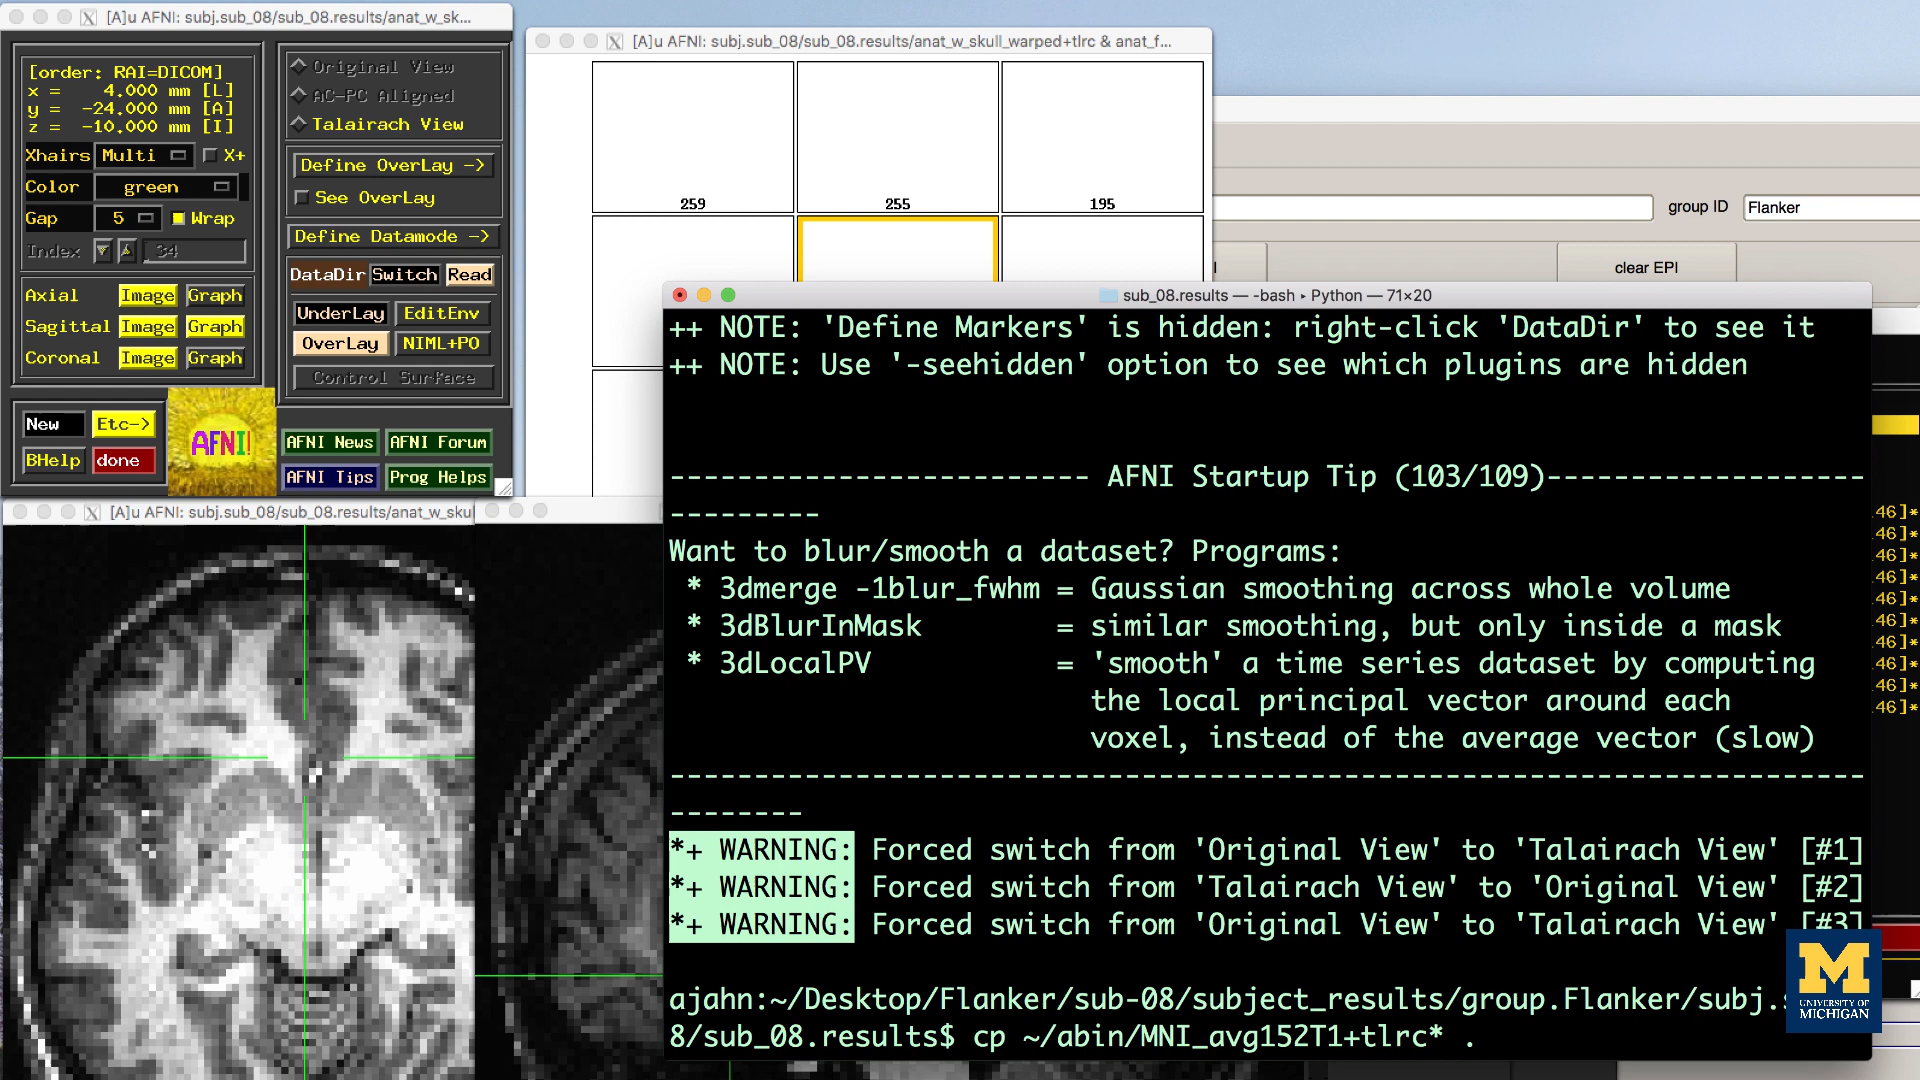 [A]u AFNI: subj.sub_08/sub_08.results/anat_w_sk...
[order: RAI=DICOM]
x = 4.000 mm [L]
y = -24.000 mm [A]
z = -10.000 mm [I]
Xhairs Multi X+
Color green
Gap 5 Wrap
Index 34
Axial Image Graph
Sagittal Image Graph
Coronal Image Graph
New Etc->
BHelp done
AFNI!
Original View
AC-PC Aligned
Talairach View
Define OverLay ->
See OverLay
Define Datamode ->
DataDir Switch Read
UnderLay EditEnv
OverLay NIML+PO
Control Surface
AFNI News AFNI Forum
AFNI Tips Prog Helps
[A]u AFNI: subj.sub_08/sub_08.results/anat_w_skull_warped+tlrc & anat_f...
259 255 195
group ID Flanker
clear EPI
[A]u AFNI: subj.sub_08/sub_08.results/anat_w_sku
sub_08.results — -bash ▸ Python — 71×20
++ NOTE: 'Define Markers' is hidden: right-click 'DataDir' to see it
++ NOTE: Use '-seehidden' option to see which plugins are hidden
------------------------- AFNI Startup Tip (103/109)-------------------
---------
Want to blur/smooth a dataset? Programs:
* 3dmerge -1blur_fwhm = Gaussian smoothing across whole volume
* 3dBlurInMask = similar smoothing, but only inside a mask
* 3dLocalPV = 'smooth' a time series dataset by computing
the local principal vector around each
voxel, instead of the average vector (slow)
-----------------------------------------------------------------------
--------
*+ WARNING: Forced switch from 'Original View' to 'Talairach View' [#1]
*+ WARNING: Forced switch from 'Talairach View' to 'Original View' [#2]
*+ WARNING: Forced switch from 'Original View' to 'Talairach View' [#3]
ajahn:~/Desktop/Flanker/sub-08/subject_results/group.Flanker/subj.
8/sub_08.results$ cp ~/abin/MNI_avg152T1+tlrc* .
46]*
46]*
46]*
46]*
46]*
46]*
46]*
46]*
46]*
46]*
M
UNIVERSITY OF
MICHIGAN